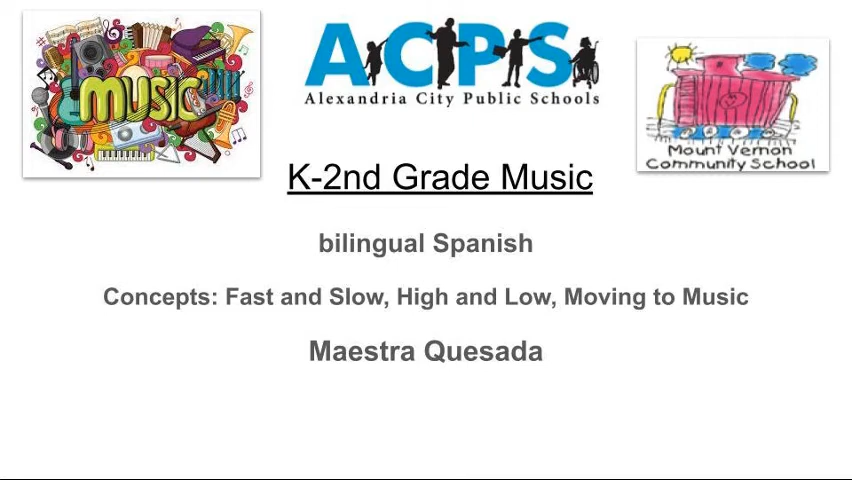 MUSIC
ACPS
Alexandria City Public Schools
Mount Vernon
Community School
K-2nd Grade Music
bilingual Spanish
Concepts: Fast and Slow, High and Low, Moving to Music
Maestra Quesada